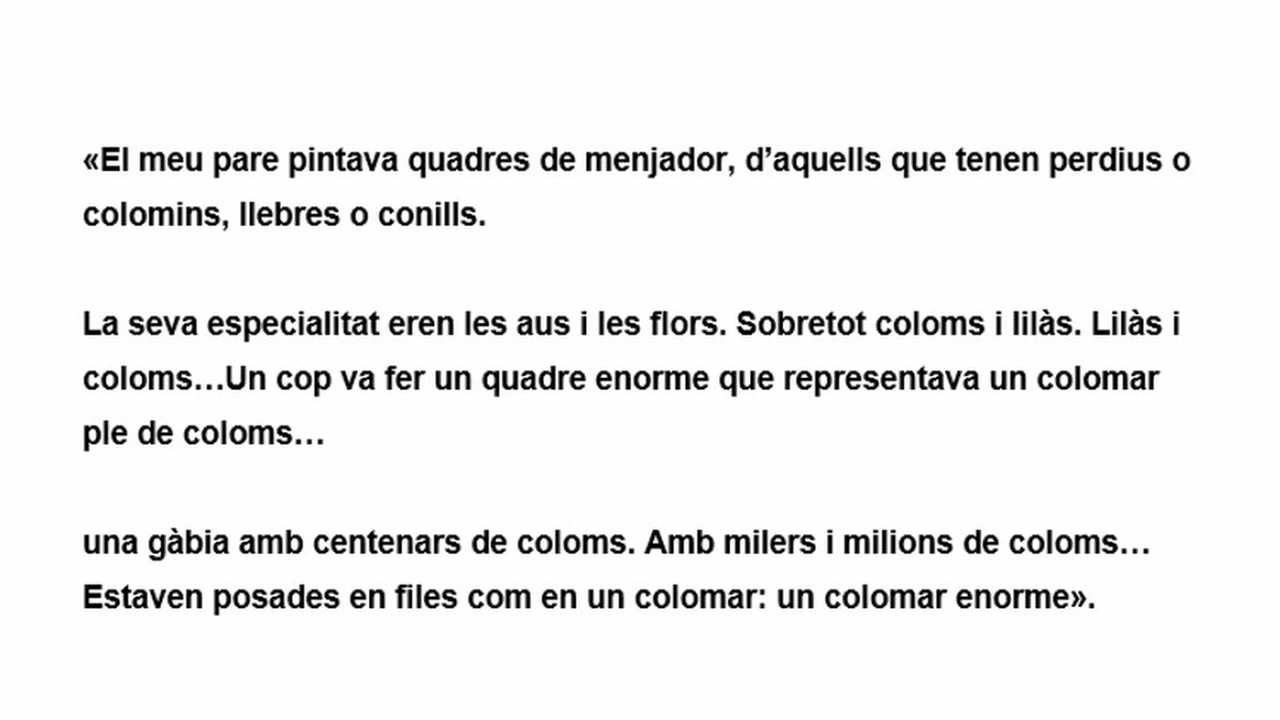 «El meu pare pintava quadres de menjador, d’aquells que tenen perdius o
colomins, llebres o conills.
La seva especialitat eren les aus i les flors. Sobretot coloms i lilàs. Lilàs i
coloms…Un cop va fer un quadre enorme que representava un colomar
ple de coloms…
una gàbia amb centenars de coloms. Amb milers i milions de coloms…
Estaven posades en files com en un colomar: un colomar enorme».